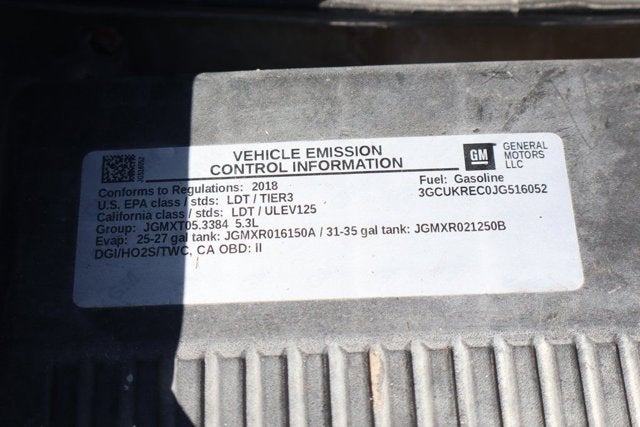 VEHICLE EMISSION
CONTROL INFORMATION
GM
GENERAL
MOTORS
LLC
Conforms to Regulations: 2018
U.S. EPA class / stds: LDT / TIER3
California class / stds: LDT / ULEV125
Group: JGMXT05.3384 5.3L
Evap: 25-27 gal tank: JGMXR016150A / 31-35 gal tank: JGMXR021250B
DGI/HO2S/TWC, CA OBD: II
Fuel: Gasoline
3GCUKREC0JG516052